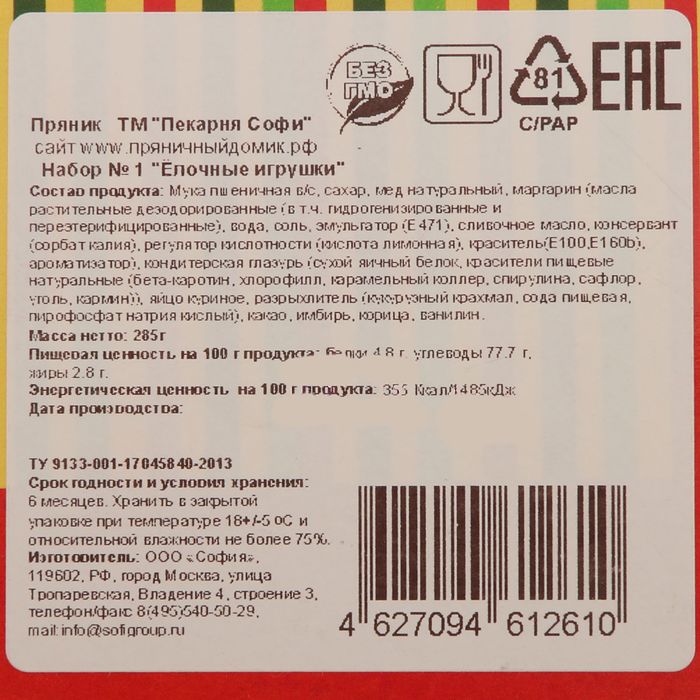 БЕЗ
ГМО
81
C/PAP
EAC
Пряник ТМ "Пекарня Софи"
сайт www.пряничныйдомик.рф
Набор № 1 "Ёлочные игрушки"
Состав продукта: Мука пшеничная в/с, сахар, мед натуральный, маргарин (масла
растительные дезодорированные (в т.ч. гидрогенизированные и
переэтерифицированные), вода, соль, эмульгатор (Е471), сливочное масло, консервант
(сорбат калия), регулятор кислотности (кислота лимонная), краситель(Е100,Е160b),
ароматизатор), кондитерская глазурь (сухой яичный белок, красители пищевые
натуральные (бета-каротин, хлорофилл, карамельный коллер, спирулина, сафлор,
уголь, кармин)), яйцо куриное, разрыхлитель (кукурузный крахмал, сода пищевая,
пирофосфат натрия кислый), какао, имбирь, корица, ванилин.
Масса нетто: 285г
Пищевая ценность на 100 г продукта: белки 4.8 г, углеводы 77.7 г,
жиры 2.8 г.
Энергетическая ценность на 100 г продукта: 355 Ккал/1485кДж
Дата производства:
ТУ 9133-001-17045840-2013
Срок годности и условия хранения:
6 месяцев. Хранить в закрытой
упаковке при температуре 18+/-5 оС и
относительной влажности не более 75%.
Изготовитель: ООО «София»,
119602, РФ, город Москва, улица
Тропаревская, Владение 4, строение 3,
телефон/факс 8(495)540-50-29,
mail:info@sofigroup.ru
4 627094 612610